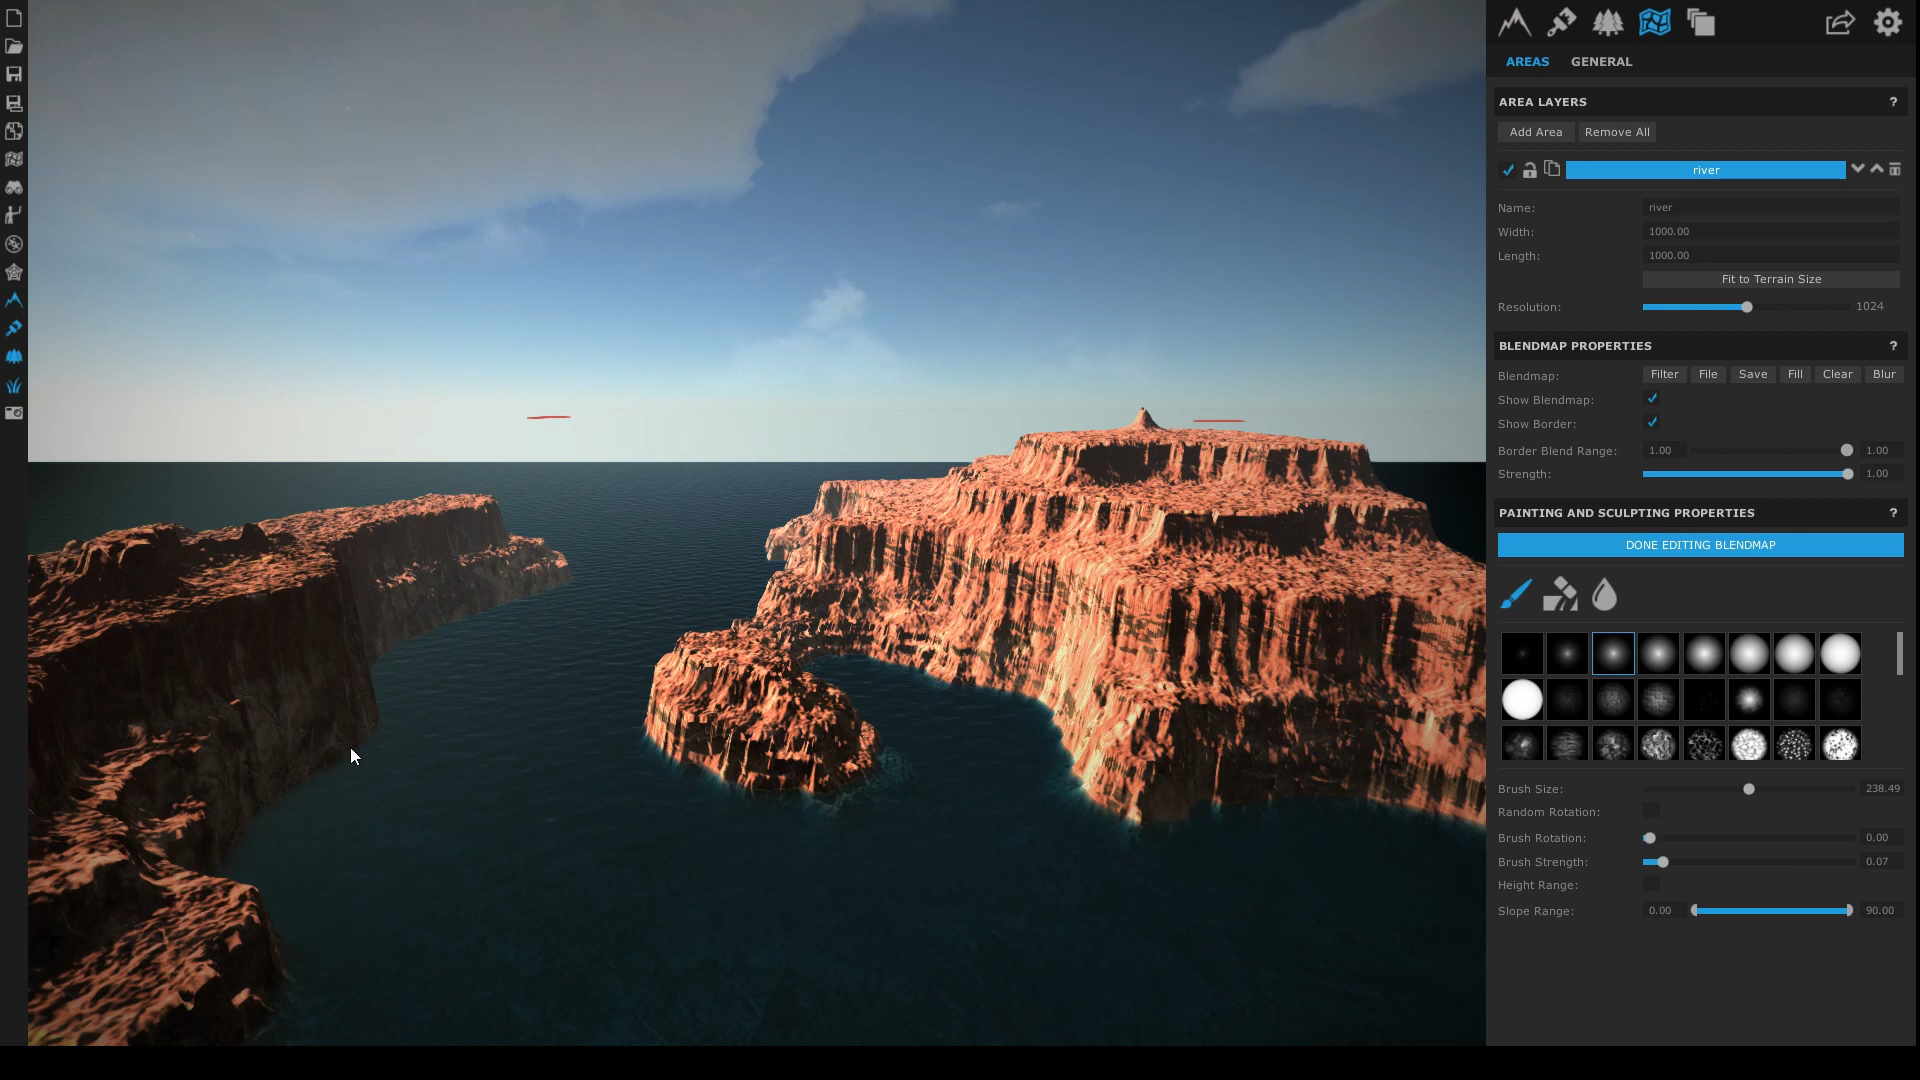 AREAS GENERAL
AREA LAYERS ?
Add Area Remove All
river
Name: river
Width: 1000.00
Length: 1000.00
Fit to Terrain Size
Resolution: 1024
BLENDMAP PROPERTIES ?
Blendmap: Filter File Save Fill Clear Blur
Show Blendmap:
Show Border:
Border Blend Range: 1.00 1.00
Strength: 1.00
PAINTING AND SCULPTING PROPERTIES ?
DONE EDITING BLENDMAP
Brush Size: 238.49
Random Rotation:
Brush Rotation: 0.00
Brush Strength: 0.07
Height Range:
Slope Range: 0.00 90.00